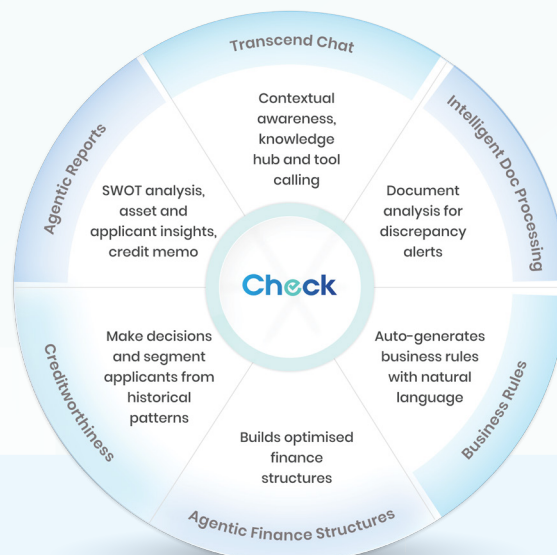 Transcend Chat
Contextual
awareness,
knowledge
hub and tool
calling
Intelligent Doc Processing
Document
analysis for
discrepancy
alerts
Business Rules
Auto-generates
business rules
with natural
language
Agentic Finance Structures
Builds optimised
finance
structures
Creditworthiness
Make decisions
and segment
applicants from
historical
patterns
Agentic Reports
SWOT analysis,
asset and
applicant insights,
credit memo
Check